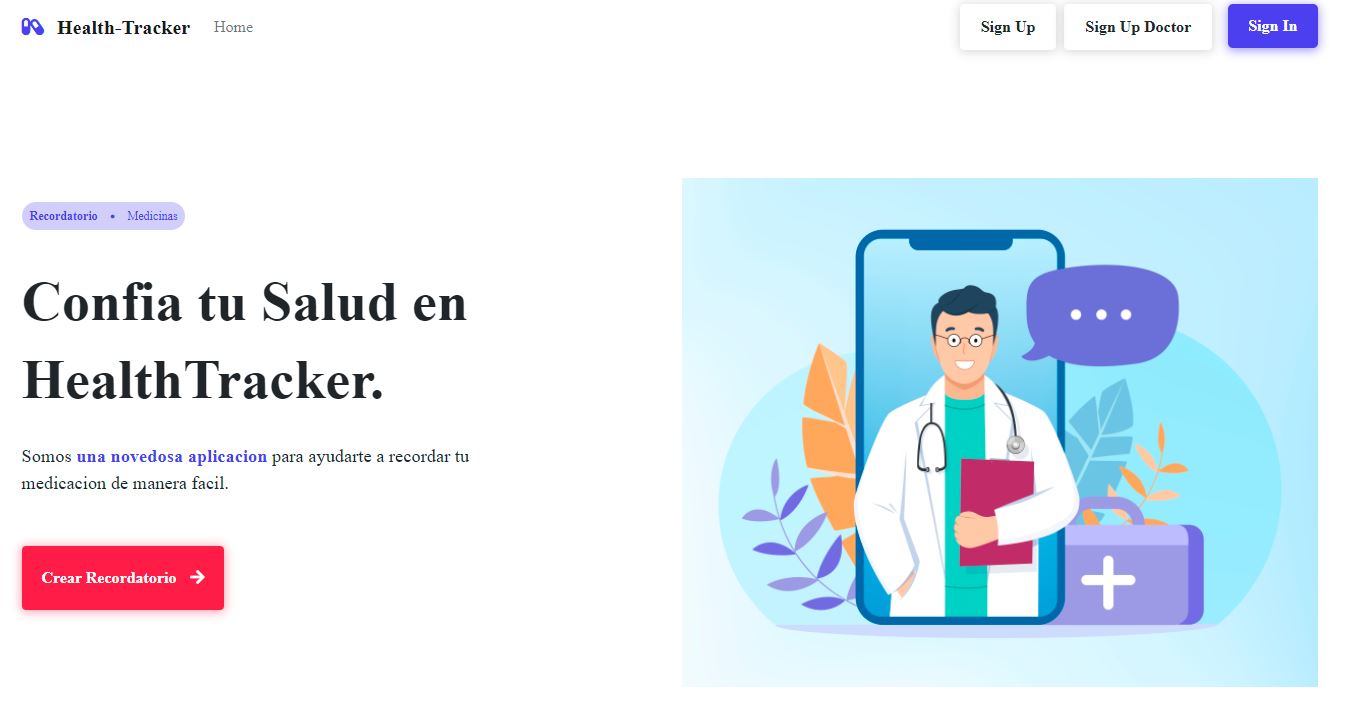 Health-Tracker Home Sign Up Sign Up Doctor Sign In
Recordatorio • Medicinas
Confia tu Salud en
HealthTracker.
Somos una novedosa aplicacion para ayudarte a recordar tu
medicacion de manera facil.
Crear Recordatorio